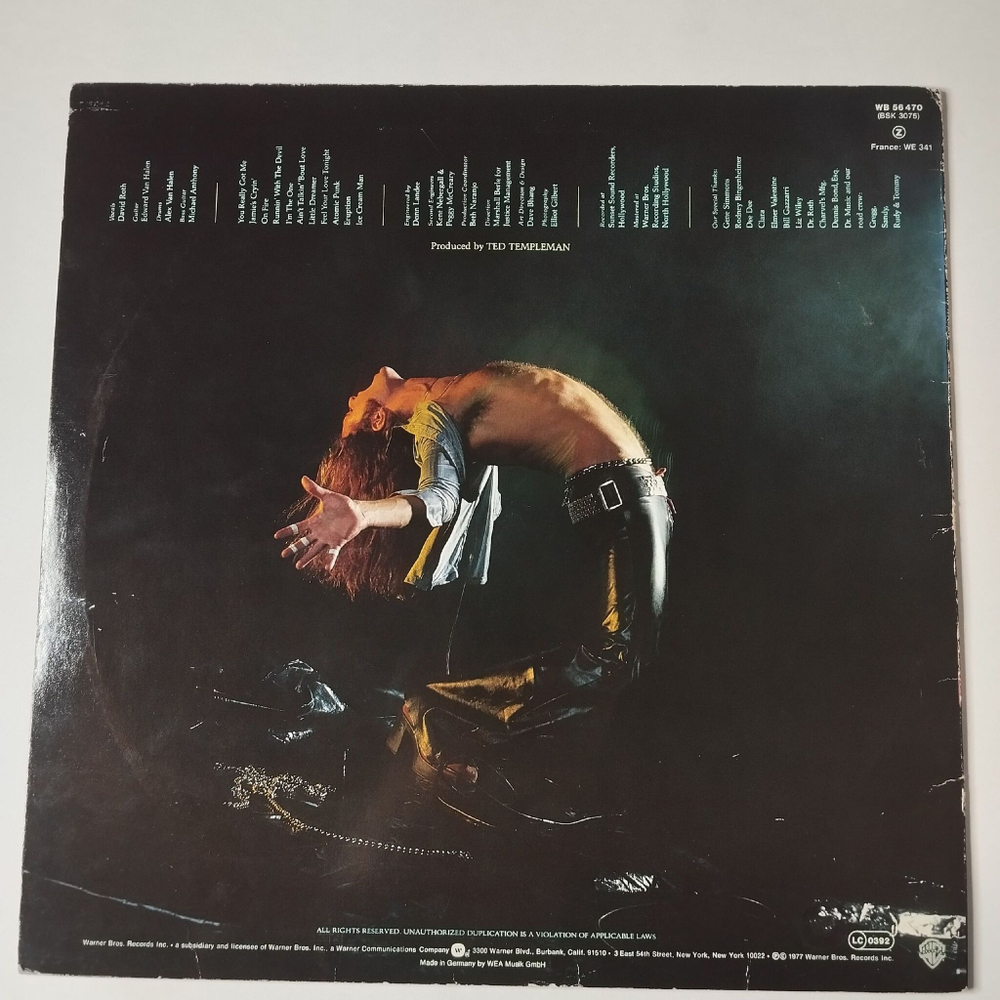 WB 56 470
(BSK 3075)
Z
France: WE 341
Vocals
David Roth
Guitar
Edward Van Halen
Drums
Alex Van Halen
Bass Guitar
Michael Anthony
You Really Got Me
Jamie's Cryin'
On Fire
Runnin' With The Devil
I'm The One
Ain't Talkin' 'Bout Love
Little Dreamer
Feel Your Love Tonight
Atomic Punk
Eruption
Ice Cream Man
Engineered by
Donn Landee
Second Engineers
Kent Nebergall &
Peggy McCreary
Production Coordinator
Beth Naranjo
Direction
Marshall Berle for
Justice Management
Art Direction & Design
Dave Bhang
Photography
Elliot Gilbert
Recorded at
Sunset Sound Recorders,
Hollywood
Mastered at
Warner Bros.
Recording Studios,
North Hollywood
Our Special Thanks:
Gene Simmons
Rodney Bingenheimer
Dee Dee
Ciara
Elmer Valentine
Bill Gazzarri
Liz Wiley
Dr. Roth
Charvel's Mfg.
Dennis Bond, Esq.
Dr. Music and our
road crew:
Gregg,
Sandy,
Rudy & Tommy
Produced by TED TEMPLEMAN
ALL RIGHTS RESERVED. UNAUTHORIZED DUPLICATION IS A VIOLATION OF APPLICABLE LAWS
Warner Bros. Records Inc. • a subsidiary and licensee of Warner Bros. Inc., a Warner Communications Company 3300 Warner Blvd., Burbank, Calif. 91510 • 3 East 54th Street, New York, New York 10022 • ℗© 1977 Warner Bros. Records Inc.
Made in Germany by WEA Musik GmbH
LC 0392